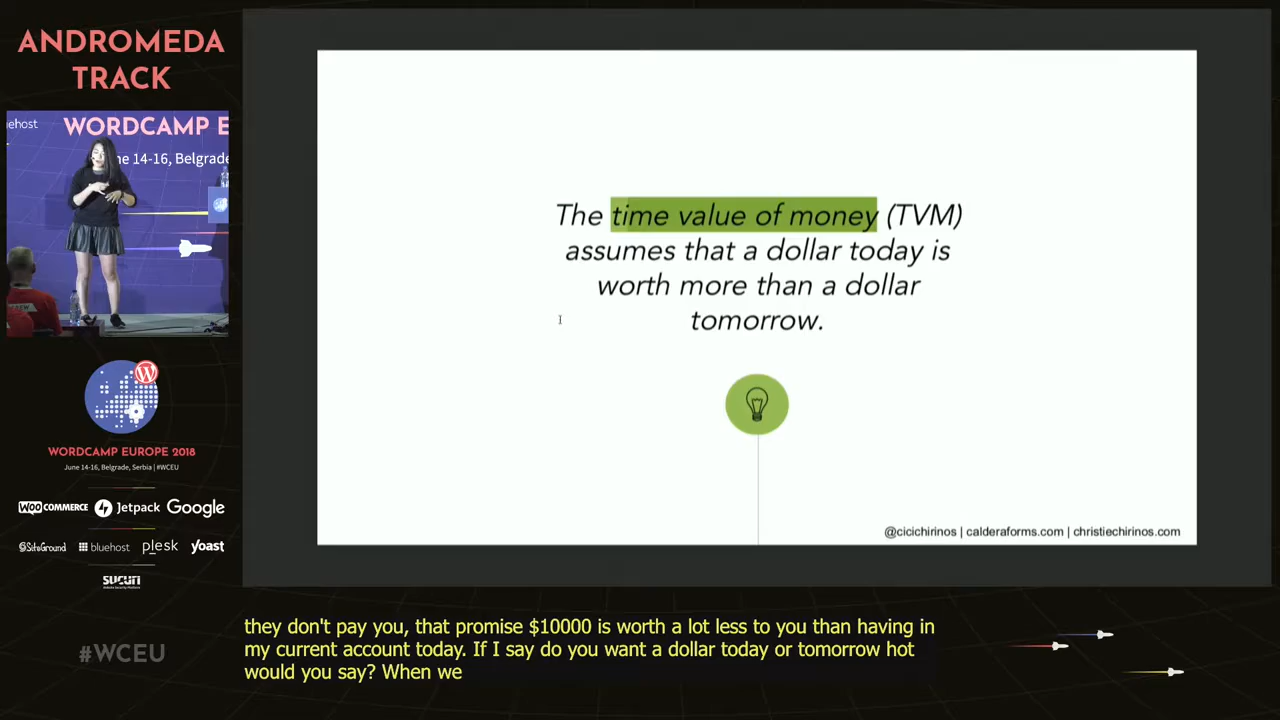 ANDROMEDA
TRACK
ehost
WORDCAMP E
ne 14-16, Belgrade,
WORDCAMP EUROPE 2018
June 14-16, Belgrade, Serbia | #WCEU
WOO COMMERCE Jetpack Google
SiteGround bluehost plesk yoast
SUCURI
#WCEU
The time value of money (TVM)
assumes that a dollar today is
worth more than a dollar
tomorrow.
@cicichirinos | calderaforms.com | christiechirinos.com
they don't pay you, that promise $10000 is worth a lot less to you than having in
my current account today. If I say do you want a dollar today or tomorrow hot
would you say? When we